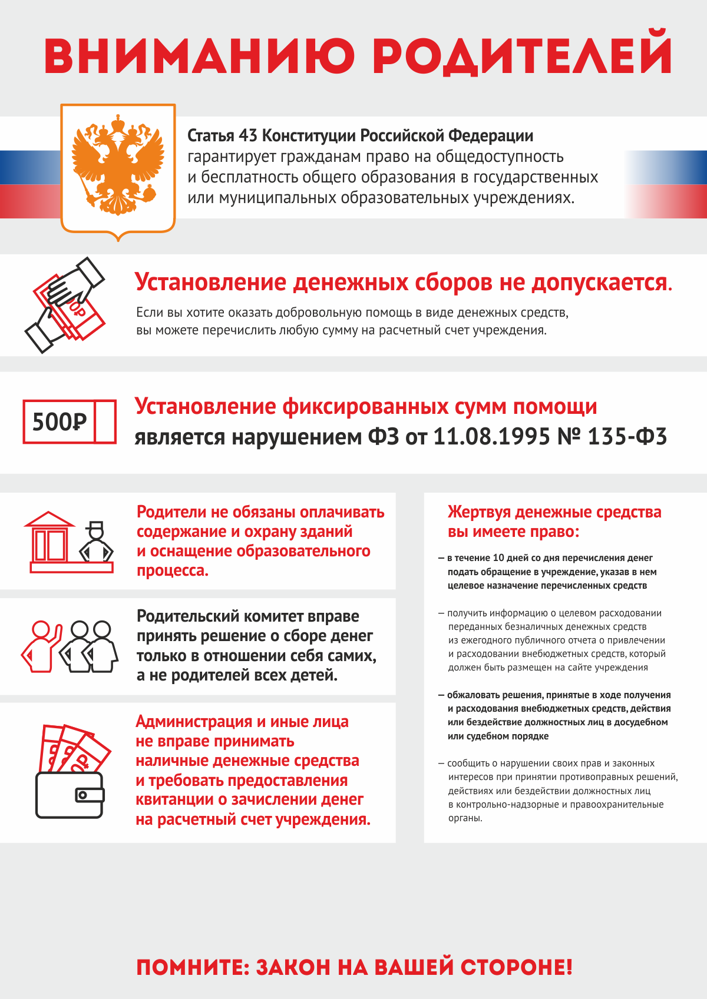 ВНИМАНИЮ РОДИТЕЛЕЙ
Статья 43 Конституции Российской Федерации
гарантирует гражданам право на общедоступность
и бесплатность общего образования в государственных
или муниципальных образовательных учреждениях.
Установление денежных сборов не допускается.
Если вы хотите оказать добровольную помощь в виде денежных средств,
вы можете перечислить любую сумму на расчетный счет учреждения.
500₽
Установление фиксированных сумм помощи
является нарушением ФЗ от 11.08.1995 № 135-ФЗ
Родители не обязаны оплачивать
содержание и охрану зданий
и оснащение образовательного
процесса.
Родительский комитет вправе
принять решение о сборе денег
только в отношении себя самих,
а не родителей всех детей.
Администрация и иные лица
не вправе принимать
наличные денежные средства
и требовать предоставления
квитанции о зачислении денег
на расчетный счет учреждения.
Жертвуя денежные средства
вы имеете право:
— в течение 10 дней со дня перечисления денег
подать обращение в учреждение, указав в нем
целевое назначение перечисленных средств
— получить информацию о целевом расходовании
переданных безналичных денежных средств
из ежегодного публичного отчета о привлечении
и расходовании внебюджетных средств, который
должен быть размещен на сайте учреждения
— обжаловать решения, принятые в ходе получения
и расходования внебюджетных средств, действия
или бездействие должностных лиц в досудебном
или судебном порядке
— сообщить о нарушении своих прав и законных
интересов при принятии противоправных решений,
действиях или бездействии должностных лиц
в контрольно-надзорные и правоохранительные
органы.
ПОМНИТЕ: ЗАКОН НА ВАШЕЙ СТОРОНЕ!